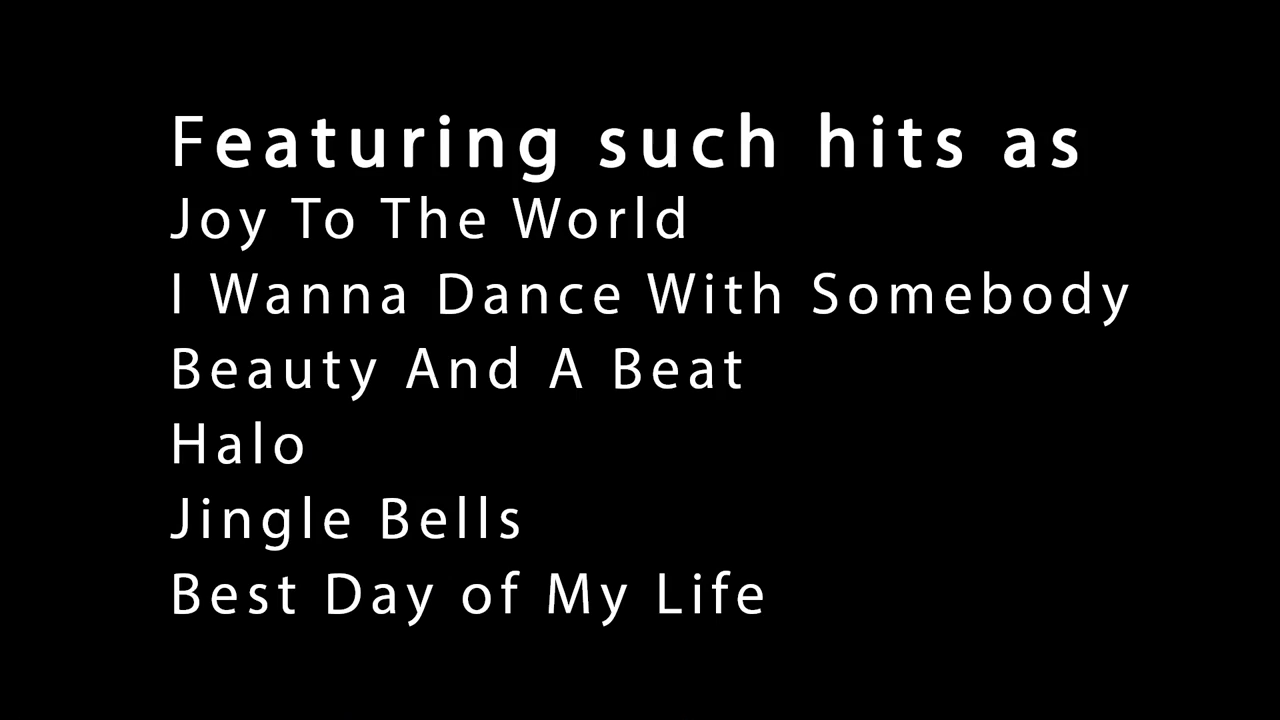 Featuring such hits as
Joy To The World
I Wanna Dance With Somebody
Beauty And A Beat
Halo
Jingle Bells
Best Day of My Life